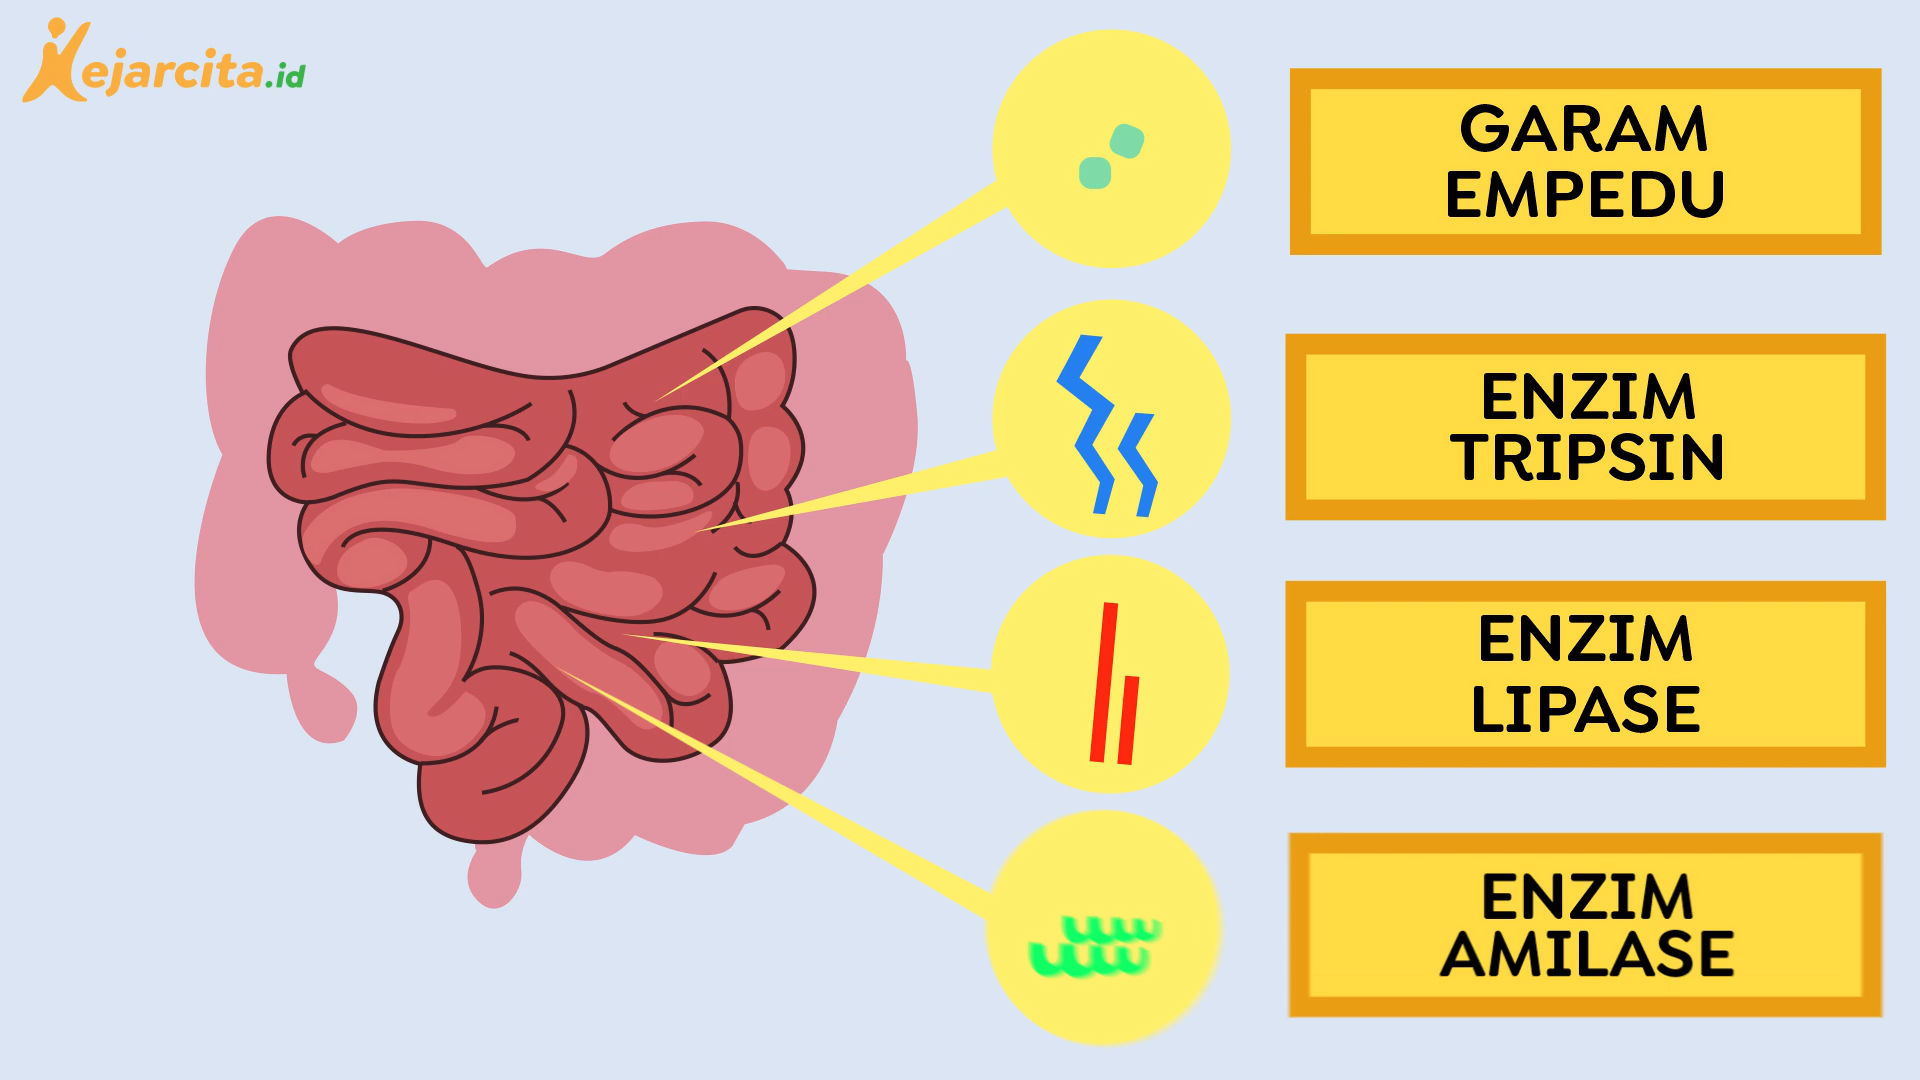 Kejarcita.id
GARAM
EMPEDU
ENZIM
TRIPSIN
ENZIM
LIPASE
ENZIM
AMILASE